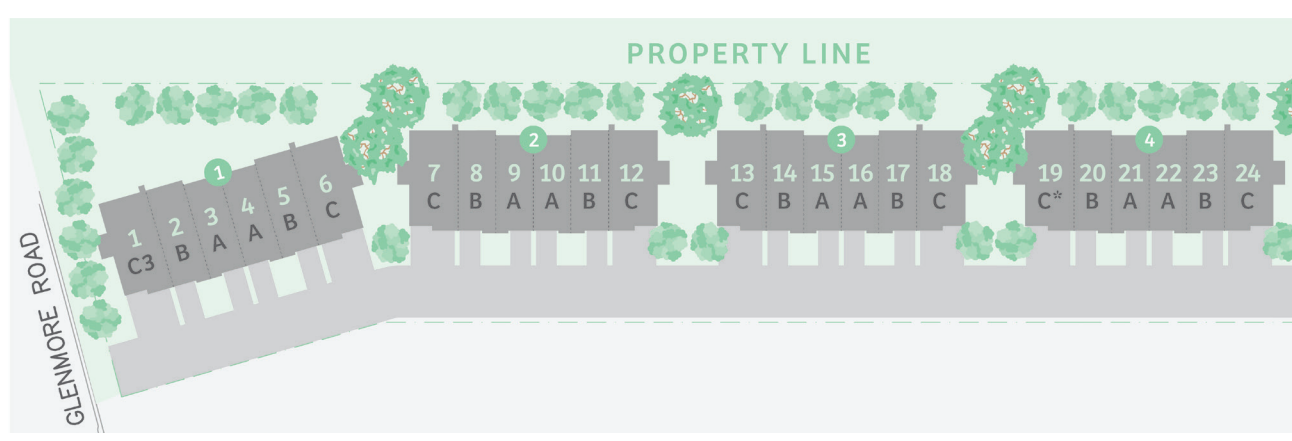 PROPERTY LINE
GLENMORE ROAD
1
1 2 3 4 5 6
C3 B A A B C
2
7 8 9 10 11 12
C B A A B C
3
13 14 15 16 17 18
C B A A B C
4
19 20 21 22 23 24
C* B A A B C